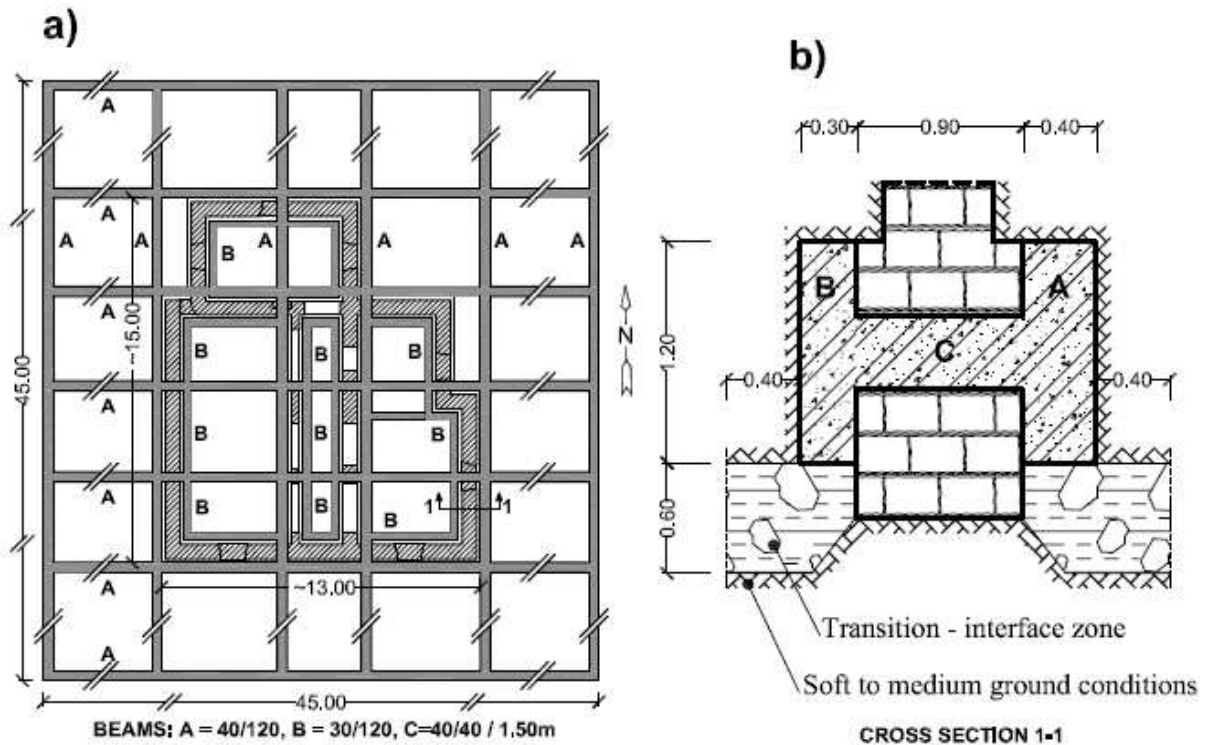 a)
A
A
A
A
A
B
A
A
A
A
~15.00
45.00
A
B
B
B
A
B
B
B
A
B
B
B
1
1
A
~13.00
A
45.00
BEAMS: A = 40/120, B = 30/120, C=40/40 / 1.50m
N
b)
0.30
0.90
0.40
B
A
C
1.20
0.40
0.40
0.60
Transition - interface zone
Soft to medium ground conditions
CROSS SECTION 1-1